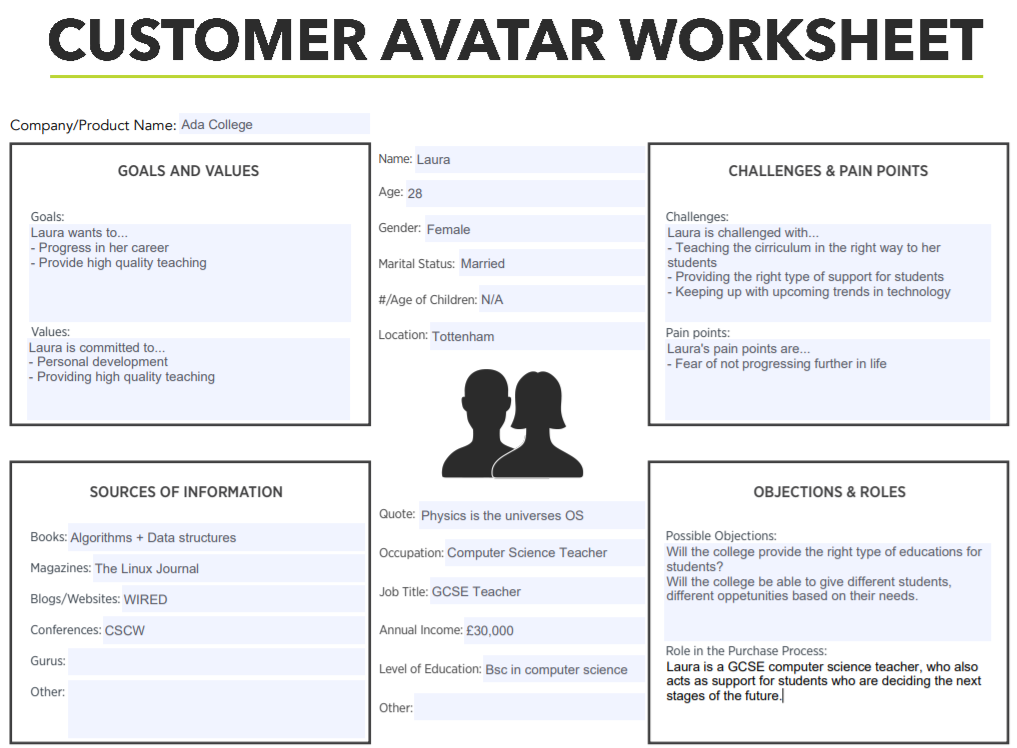 CUSTOMER AVATAR WORKSHEET
Company/Product Name: Ada College
GOALS AND VALUES
Goals:
Laura wants to...
- Progress in her career
- Provide high quality teaching
Values:
Laura is committed to...
- Personal development
- Providing high quality teaching
Name: Laura
Age: 28
Gender: Female
Marital Status: Married
#/Age of Children: N/A
Location: Tottenham
CHALLENGES & PAIN POINTS
Challenges:
Laura is challenged with...
- Teaching the cirriculum in the right way to her
students
- Providing the right type of support for students
- Keeping up with upcoming trends in technology
Pain points:
Laura's pain points are...
- Fear of not progressing further in life
SOURCES OF INFORMATION
Books: Algorithms + Data structures
Magazines: The Linux Journal
Blogs/Websites: WIRED
Conferences: CSCW
Gurus:
Other:
Quote: Physics is the universes OS
Occupation: Computer Science Teacher
Job Title: GCSE Teacher
Annual Income: £30,000
Level of Education: Bsc in computer science
Other:
OBJECTIONS & ROLES
Possible Objections:
Will the college provide the right type of educations for
students?
Will the college be able to give different students,
different oppetunities based on their needs.
Role in the Purchase Process:
Laura is a GCSE computer science teacher, who also
acts as support for students who are deciding the next
stages of the future.